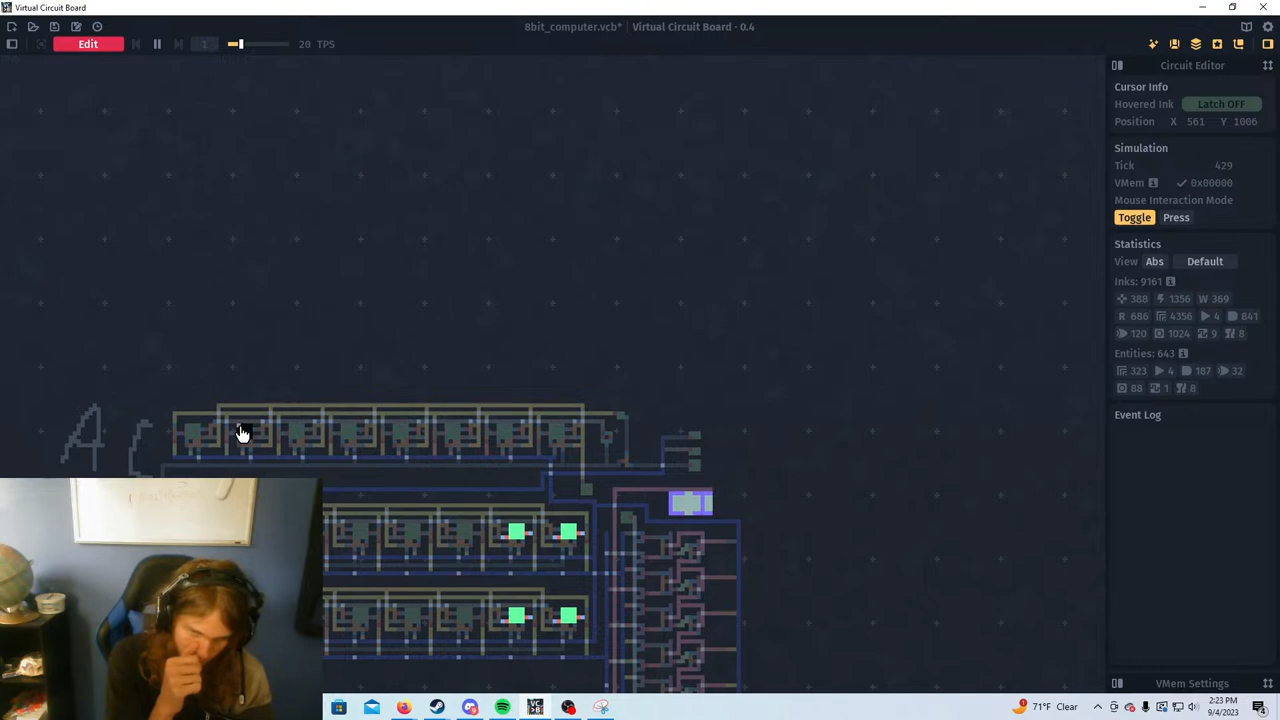 Virtual Circuit Board
8bit_computer.vcb* | Virtual Circuit Board - 0.4
Edit 1 20 TPS
Circuit Editor
Cursor Info
Hovered Ink Latch OFF
Position X 561 Y 1006
Simulation
Tick 429
VMem 0x00000
Mouse Interaction Mode
Toggle Press
Statistics
View Abs Default
Inks: 9161
388 1356 W 369
R 686 4356 4 841
120 1024 9 8
Entities: 643
323 4 187 32
88 1 8
Event Log
A C
VMem Settings
71°F Clear
2:23 PM
9/4/2023
4